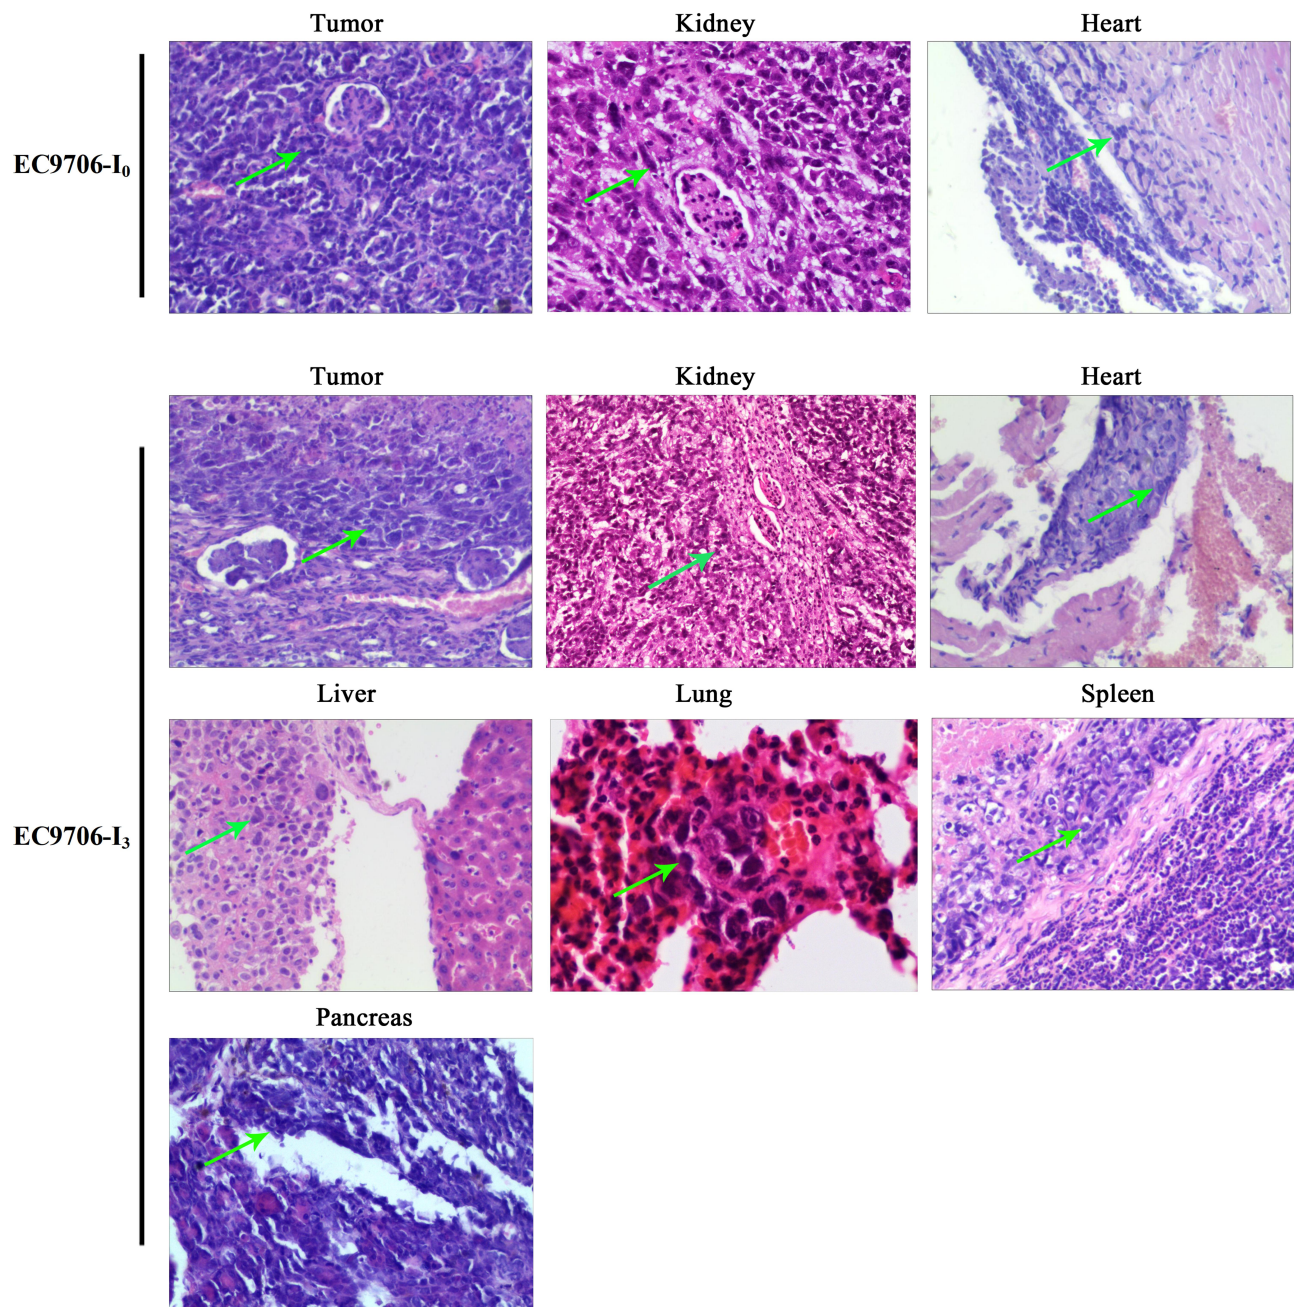 Tumor Kidney Heart
EC9706-I₀
Tumor Kidney Heart
Liver Lung Spleen
EC9706-I₃
Pancreas